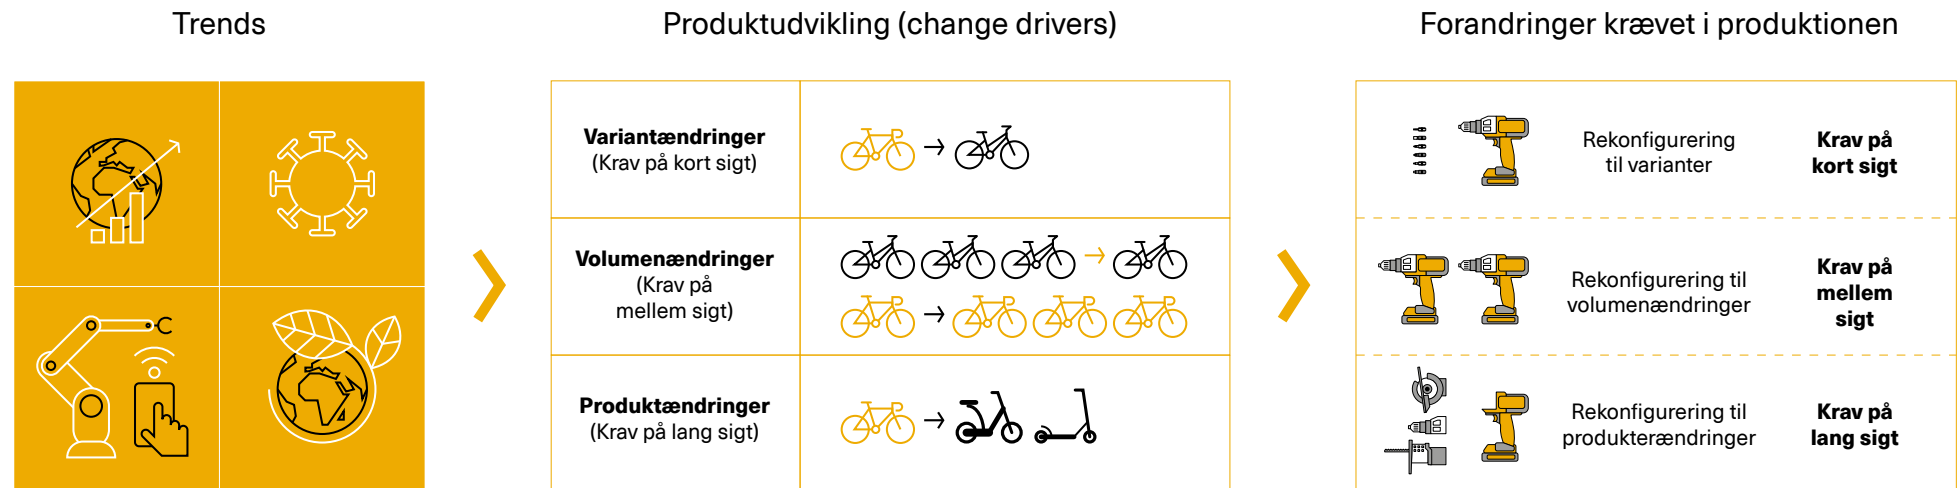 Trends
Produktudvikling (change drivers)
Forandringer krævet i produktionen
Variantændringer
(Krav på kort sigt)
Volumenændringer
(Krav på
mellem sigt)
Produktændringer
(Krav på lang sigt)
Rekonfigurering
til varianter
Krav på
kort sigt
Rekonfigurering til
volumenændringer
Krav på
mellem
sigt
Rekonfigurering til
produkterændringer
Krav på
lang sigt